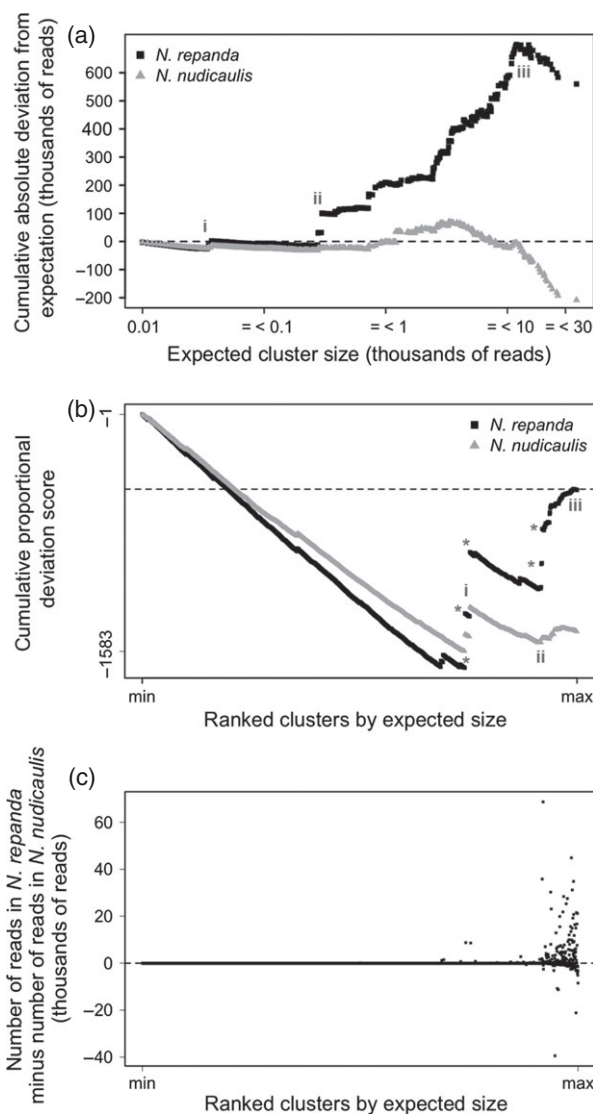 (a)
N. repanda
N. nudicaulis
Cumulative absolute deviation from
expectation (thousands of reads)
600
500
400
300
200
100
0
−100
−200
i
ii
iii
0.01
= < 0.1
= < 1
= < 10
= < 30
Expected cluster size (thousands of reads)
(b)
N. repanda
N. nudicaulis
Cumulative proportional
deviation score
−1
−1583
*
*
*
*
*
i
ii
iii
min
max
Ranked clusters by expected size
(c)
Number of reads in N. repanda
minus number of reads in N. nudicaulis
(thousands of reads)
60
40
20
0
−20
−40
min
max
Ranked clusters by expected size